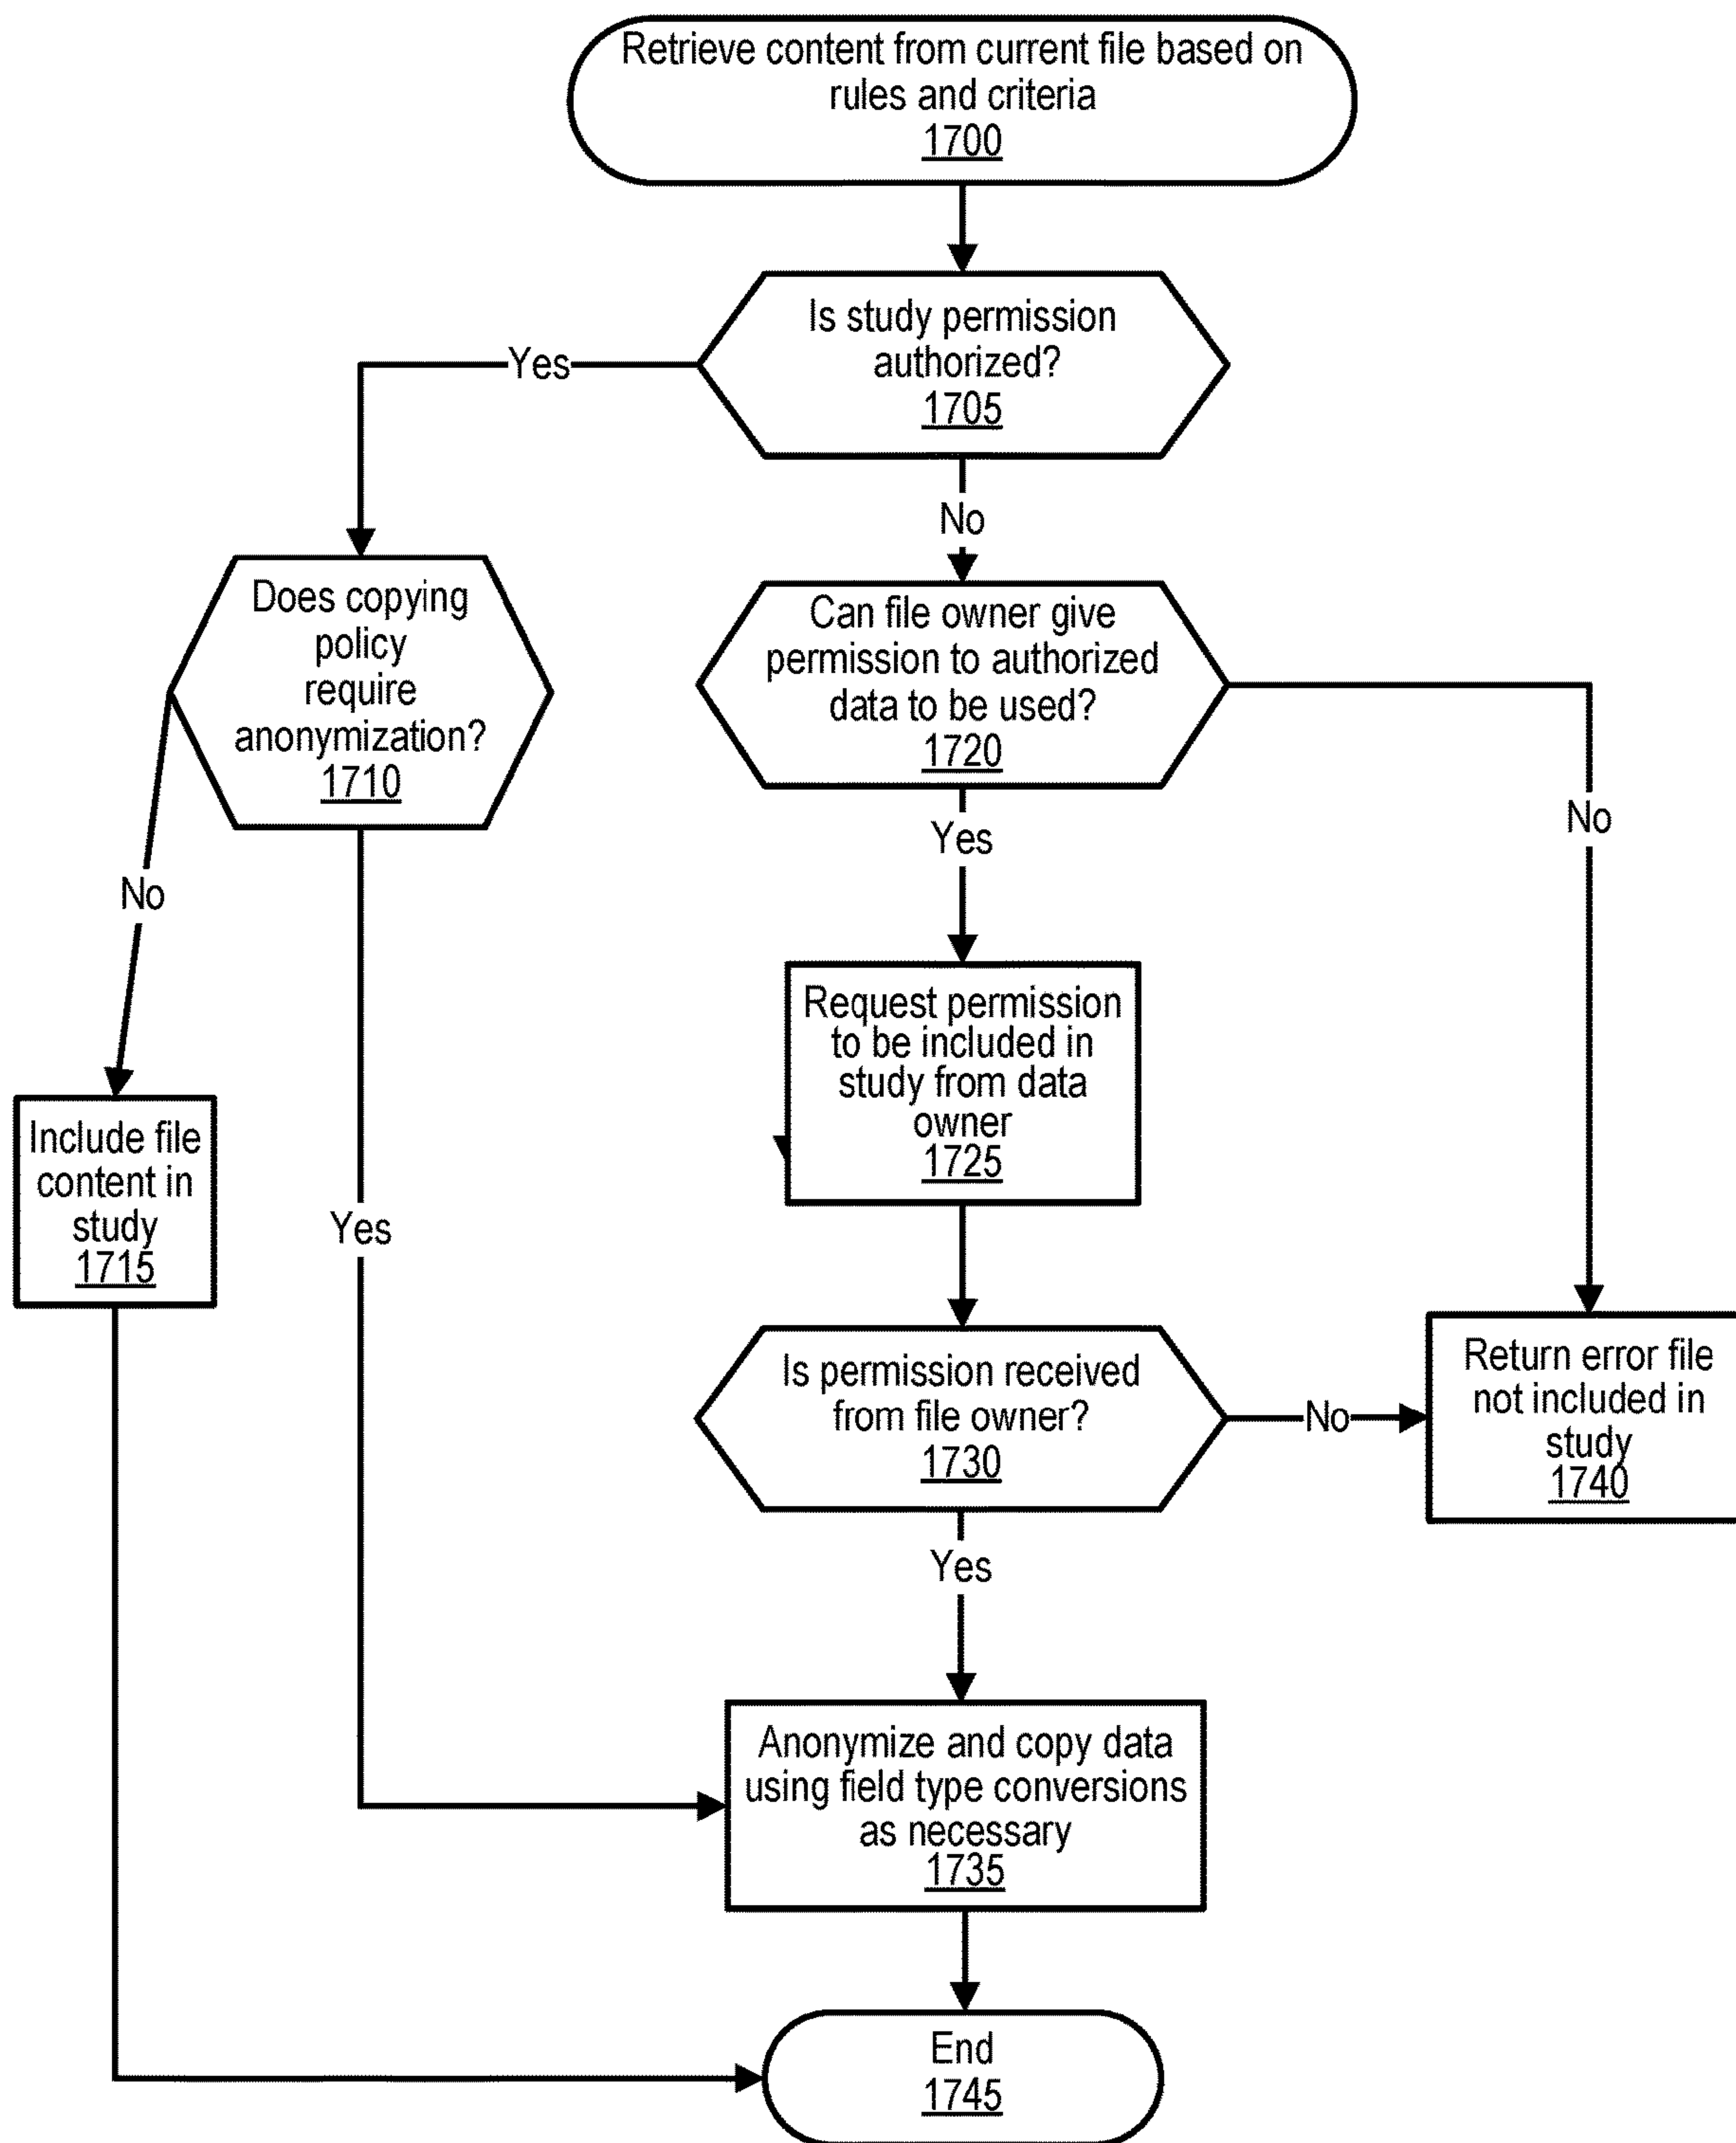 Retrieve content from current file based on
rules and criteria
1700
Is study permission
authorized?
1705
Yes
No
Does copying
policy
require
anonymization?
1710
Can file owner give
permission to authorized
data to be used?
1720
No
Yes
No
Request permission
to be included in
study from data
owner
1725
Include file
content in
study
1715
Yes
Is permission received
from file owner?
1730
No
Return error file
not included in
study
1740
Yes
Anonymize and copy data
using field type conversions
as necessary
1735
End
1745